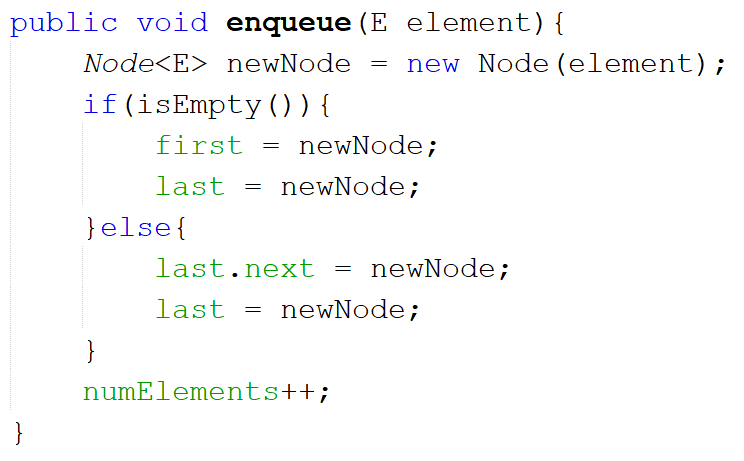 public void enqueue(E element){
    Node<E> newNode = new Node(element);
    if(isEmpty()){
        first = newNode;
        last = newNode;
    }else{
        last.next = newNode;
        last = newNode;
    }
    numElements++;
}